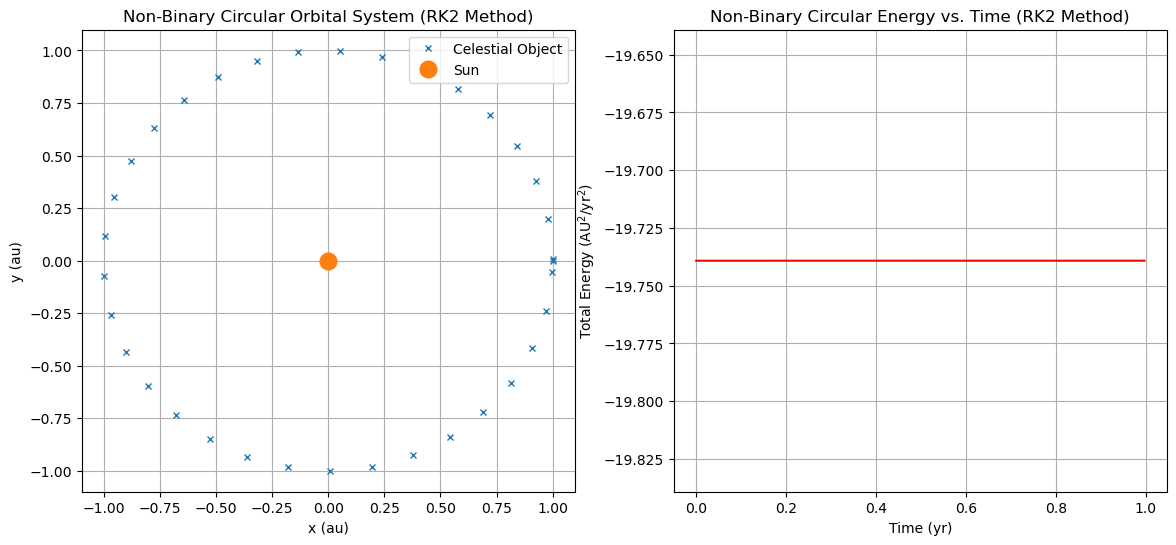 Non-Binary Circular Orbital System (RK2 Method)
Celestial Object
Sun
1.00
0.75
0.50
0.25
0.00
−0.25
−0.50
−0.75
−1.00
y (au)
−1.00 −0.75 −0.50 −0.25 0.00 0.25 0.50 0.75 1.00
x (au)
Non-Binary Circular Energy vs. Time (RK2 Method)
−19.650
−19.675
−19.700
−19.725
−19.750
−19.775
−19.800
−19.825
Total Energy (AU²/yr²)
0.0 0.2 0.4 0.6 0.8 1.0
Time (yr)